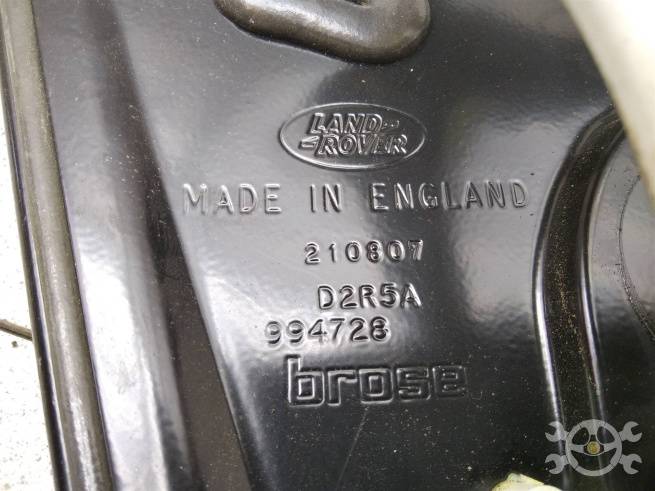 LAND
ROVER
MADE IN ENGLAND
210807
D2R5A
994728
brose